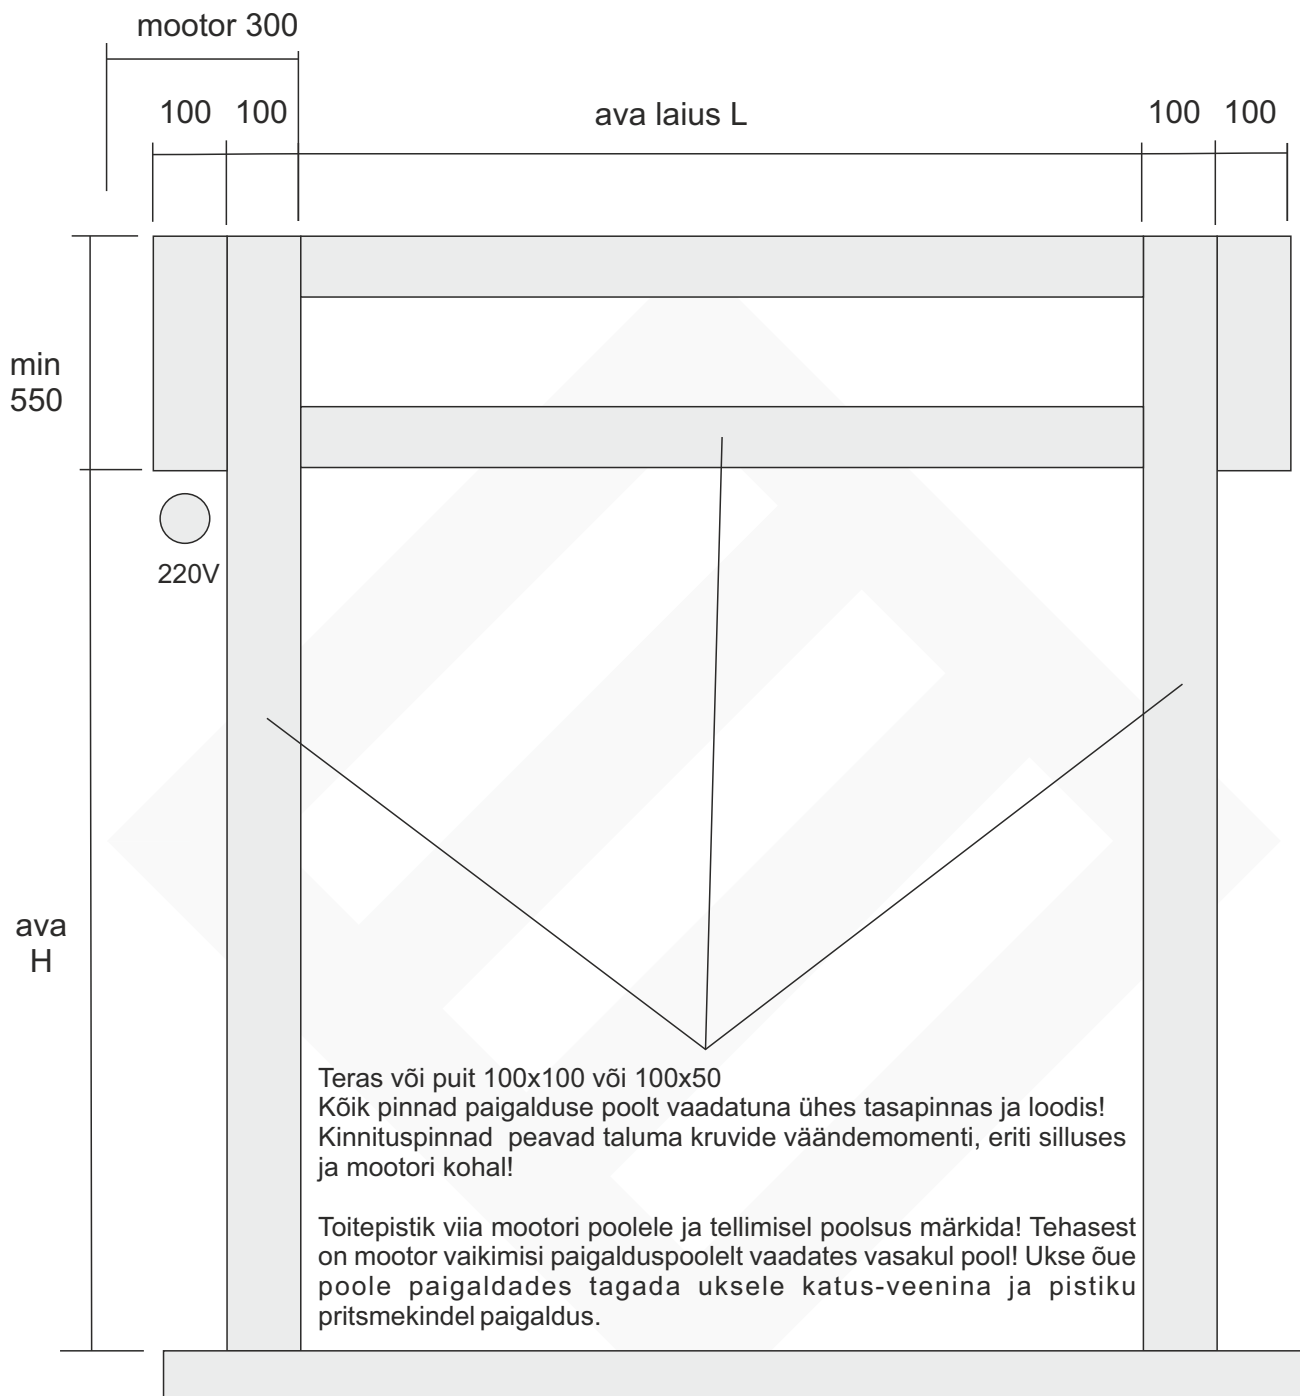 mootor 300
100 100 ava laius L 100 100
min
550
220V
ava
H
Teras või puit 100x100 või 100x50
Kõik pinnad paigalduse poolt vaadatuna ühes tasapinnas ja loodis!
Kinnituspinnad peavad taluma kruvide väändemomenti, eriti silluses
ja mootori kohal!
Toitepistik viia mootori poolele ja tellimisel poolsus märkida! Tehasest
on mootor vaikimisi paigalduspoolelt vaadates vasakul pool! Ukse õue
poole paigaldades tagada uksele katus-veenina ja pistiku
pritsmekindel paigaldus.